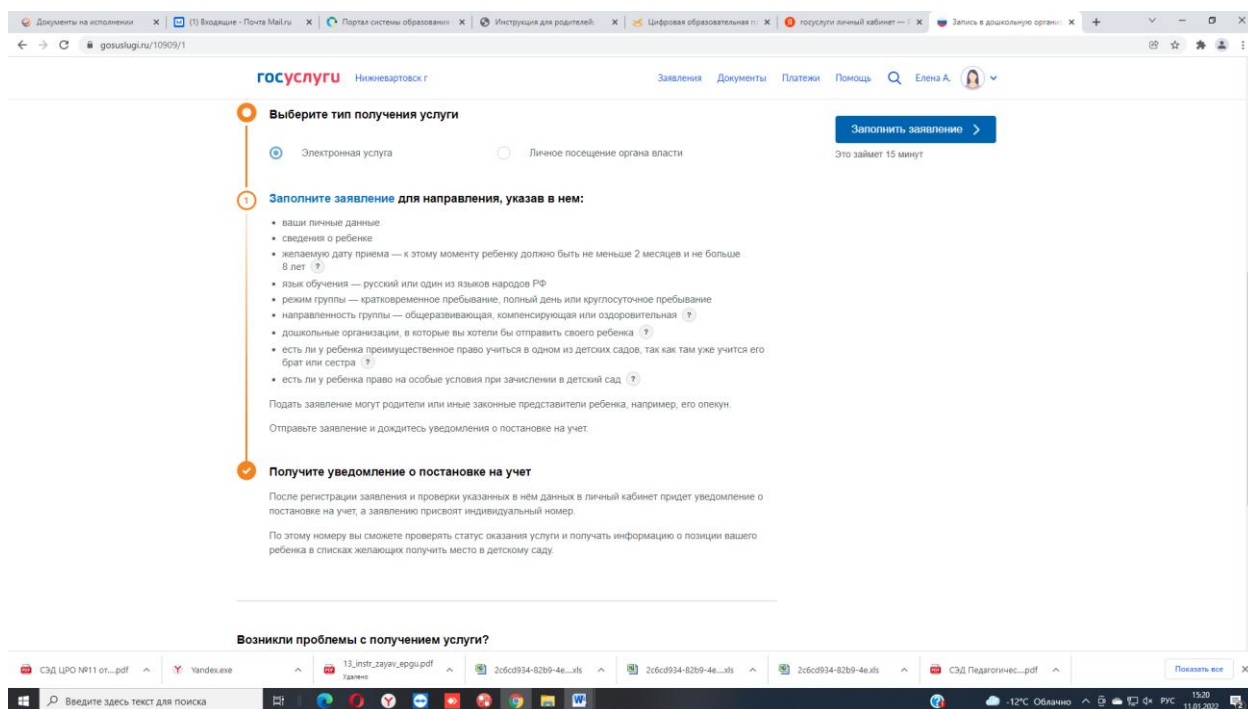 Документы на исполнении
(1) Входящие - Почта Mail.ru
Портал системы образования
Инструкция для родителей:
Цифровая образовательная п
госуслуги личный кабинет —
Запись в дошкольную органи
gosuslugi.ru/10909/1
госуслуги Нижневартовск г Заявления Документы Платежи Помощь Елена А.
Выберите тип получения услуги
Заполнить заявление
Электронная услуга Личное посещение органа власти Это займет 15 минут
1 Заполните заявление для направления, указав в нем:
• ваши личные данные
• сведения о ребенке
• желаемую дату приема — к этому моменту ребенку должно быть не меньше 2 месяцев и не больше
8 лет ?
• язык обучения — русский или один из языков народов РФ
• режим группы — кратковременное пребывание, полный день или круглосуточное пребывание
• направленность группы — общеразвивающая, компенсирующая или оздоровительная ?
• дошкольные организации, в которые вы хотели бы отправить своего ребенка ?
• есть ли у ребенка преимущественное право учиться в одном из детских садов, так как там уже учится его
брат или сестра ?
• есть ли у ребенка право на особые условия при зачислении в детский сад ?
Подать заявление могут родители или иные законные представители ребенка, например, его опекун.
Отправьте заявление и дождитесь уведомления о постановке на учет.
Получите уведомление о постановке на учет
После регистрации заявления и проверки указанных в нём данных в личный кабинет придет уведомление о
постановке на учет, а заявлению присвоят индивидуальный номер.
По этому номеру вы сможете проверять статус оказания услуги и получать информацию о позиции вашего
ребенка в списках желающих получить место в детскому саду.
Возникли проблемы с получением услуги?
СЭД ЦРО №11 от....pdf
Yandex.exe
13_instr_zayav_epgu.pdf
Удалено
2c6cd934-82b9-4e....xls
2c6cd934-82b9-4e....xls
2c6cd934-82b9-4e.xls
СЭД Педагогичес....pdf
Показать все
Введите здесь текст для поиска
-12°C Облачно
РУС
15:20
11.01.2022